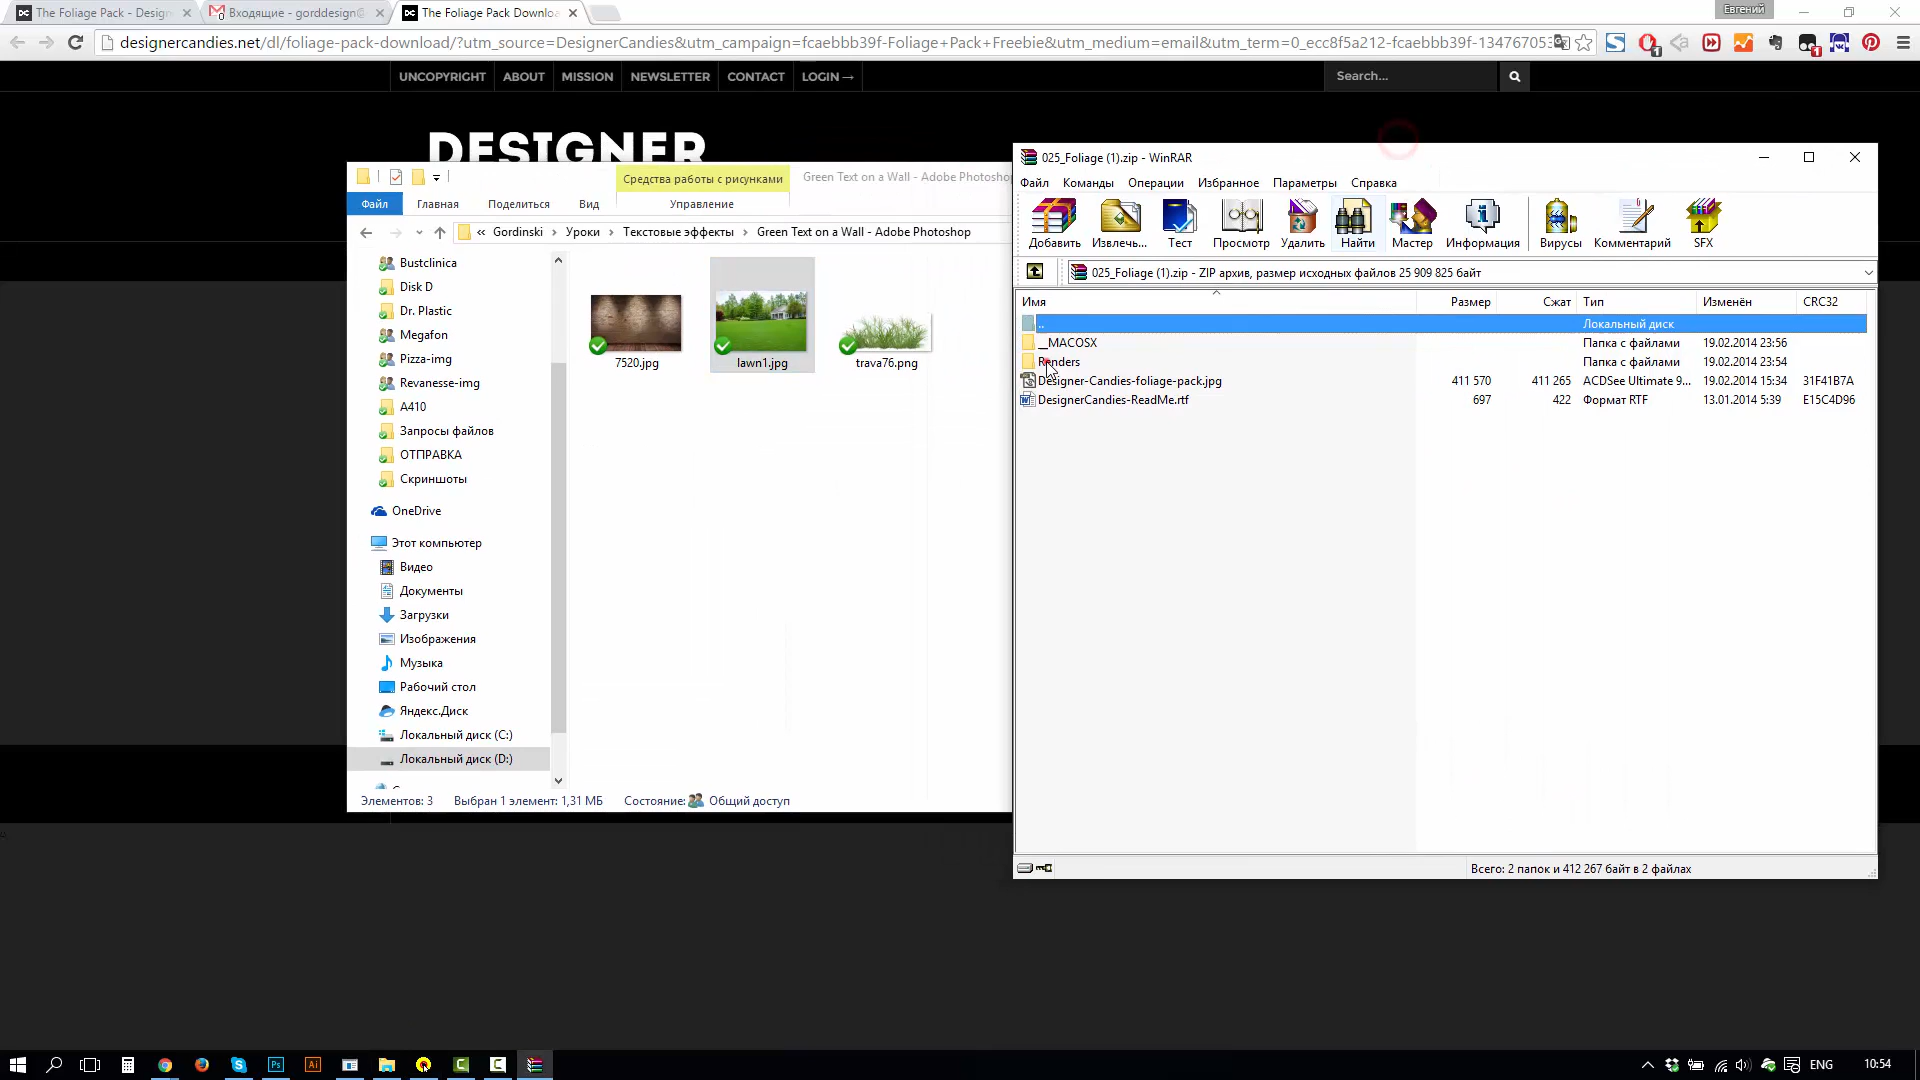 The Foliage Pack - Design
Входящие - gorddesign@
The Foliage Pack Downlo
Евгений
designercandies.net/dl/foliage-pack-download/?utm_source=DesignerCandies&utm_campaign=fcaebbb39f-Foliage+Pack+Freebie&utm_medium=email&utm_term=0_ecc8f5a212-fcaebbb39f-134767053
UNCOPYRIGHT ABOUT MISSION NEWSLETTER CONTACT LOGIN →
Search...
DESIGNER
Средства работы с рисунками
Green Text on a Wall - Adobe Photosho
Файл Главная Поделиться Вид Управление
« Gordinski › Уроки › Текстовые эффекты › Green Text on a Wall - Adobe Photoshop
Bustclinica
Disk D
Dr. Plastic
Megafon
Pizza-img
Revanesse-img
A410
Запросы файлов
ОТПРАВКА
Скриншоты
OneDrive
Этот компьютер
Видео
Документы
Загрузки
Изображения
Музыка
Рабочий стол
Яндекс.Диск
Локальный диск (C:)
Локальный диск (D:)
7520.jpg
lawn1.jpg
trava76.png
Элементов: 3 Выбран 1 элемент: 1,31 МБ Состояние: Общий доступ
025_Foliage (1).zip - WinRAR
Файл Команды Операции Избранное Параметры Справка
Добавить Извлечь... Тест Просмотр Удалить Найти Мастер Информация Вирусы Комментарий SFX
025_Foliage (1).zip - ZIP архив, размер исходных файлов 25 909 825 байт
Имя Размер Сжат Тип Изменён CRC32
.. Локальный диск
__MACOSX Папка с файлами 19.02.2014 23:56
Renders Папка с файлами 19.02.2014 23:54
Designer-Candies-foliage-pack.jpg 411 570 411 265 ACDSee Ultimate 9... 19.02.2014 15:34 31F41B7A
DesignerCandies-ReadMe.rtf 697 422 Формат RTF 13.01.2014 5:39 E15C4D96
Всего: 2 папок и 412 267 байт в 2 файлах
ENG
10:54